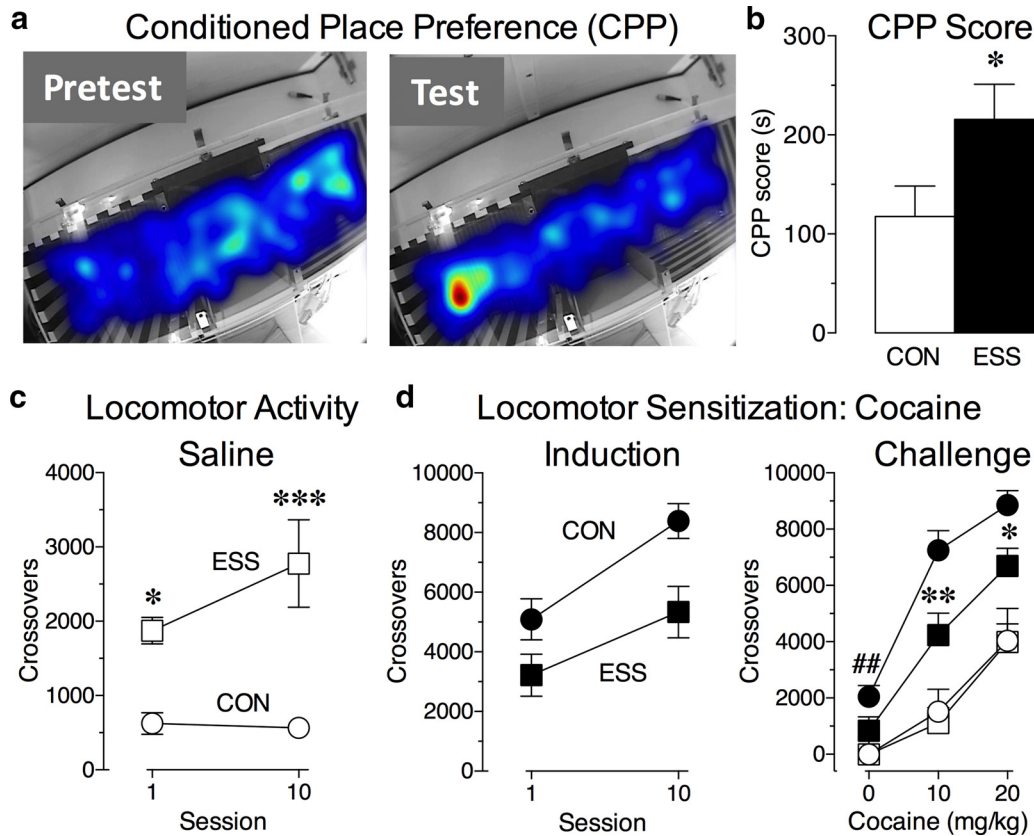 a Conditioned Place Preference (CPP)
Pretest
Test
b CPP Score
CPP score (s)
300
200
100
0
*
CON
ESS
c Locomotor Activity
Saline
Crossovers
4000
3000
2000
1000
0
***
ESS
*
CON
1
10
Session
d Locomotor Sensitization: Cocaine
Induction
Crossovers
10000
8000
6000
4000
2000
0
CON
ESS
1
10
Session
Challenge
Crossovers
10000
8000
6000
4000
2000
0
*
**
##
0
10
20
Cocaine (mg/kg)